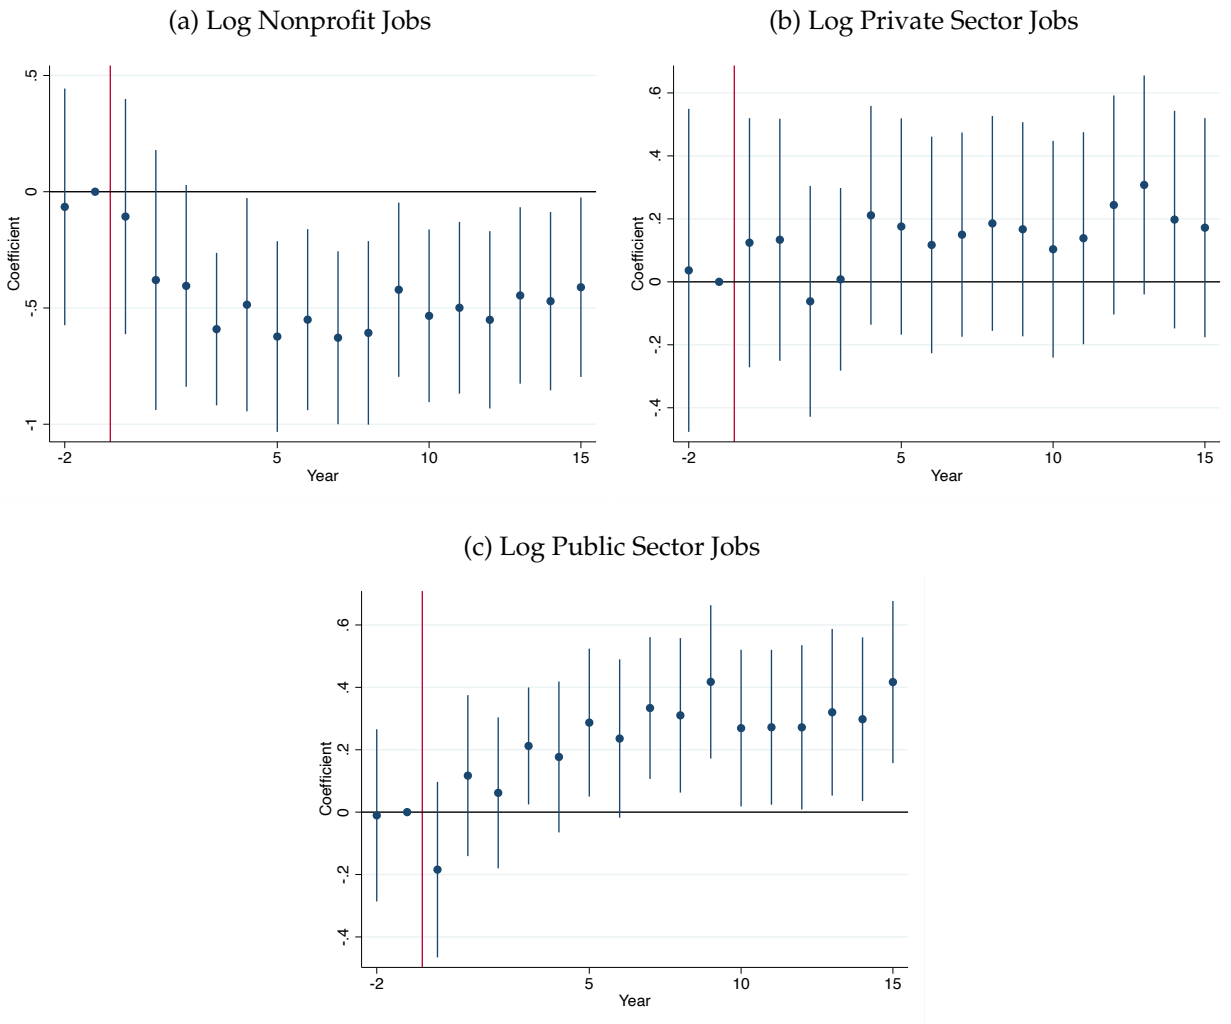 (a) Log Nonprofit Jobs
.5
0
-.5
-1
Coefficient
-2 5 10 15
Year
(b) Log Private Sector Jobs
.6
.4
.2
0
-.2
-.4
Coefficient
-2 5 10 15
Year
(c) Log Public Sector Jobs
.6
.4
.2
0
-.2
-.4
Coefficient
-2 5 10 15
Year